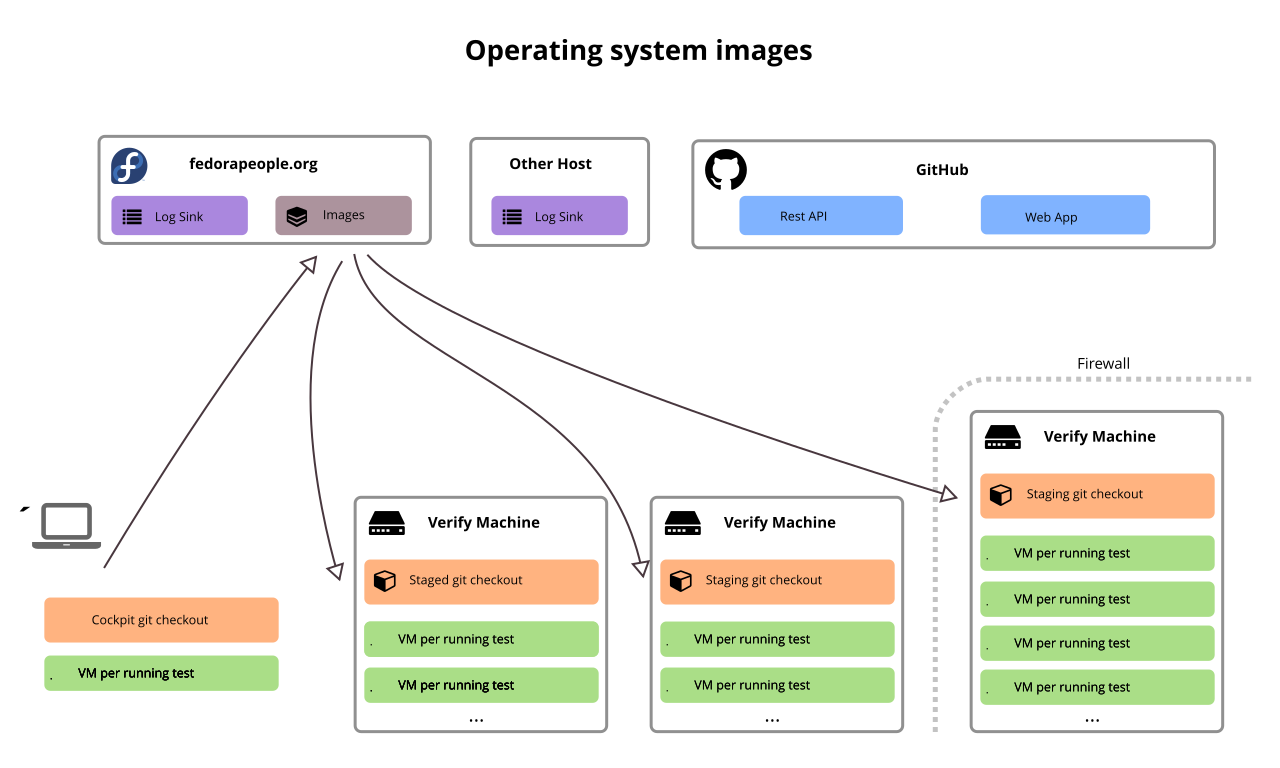 Operating system images
fedorapeople.org
Log Sink
Images
Other Host
Log Sink
GitHub
Rest API
Web App
Firewall
Cockpit git checkout
VM per running test
Verify Machine
Staged git checkout
VM per running test
VM per running test
...
Verify Machine
Staging git checkout
VM per running test
VM per running test
...
Verify Machine
Staging git checkout
VM per running test
VM per running test
VM per running test
VM per running test
...